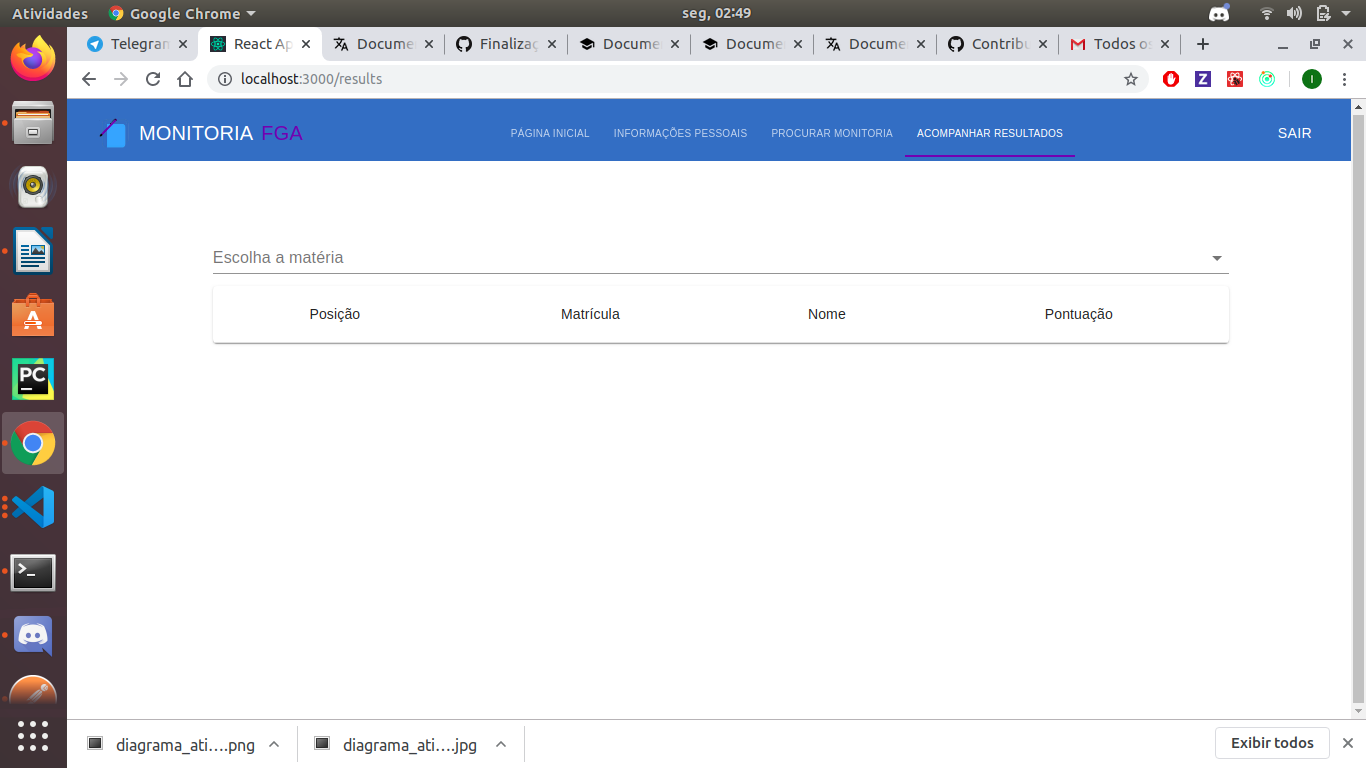 Atividades Google Chrome seg, 02:49
Telegram React Ap Docume Finalizaç Docume Docume Docume Contribu Todos os
localhost:3000/results
MONITORIA FGA PÁGINA INICIAL INFORMAÇÕES PESSOAIS PROCURAR MONITORIA ACOMPANHAR RESULTADOS SAIR
Escolha a matéria
Posição Matrícula Nome Pontuação
PC
diagrama_ati....png diagrama_ati....jpg Exibir todos